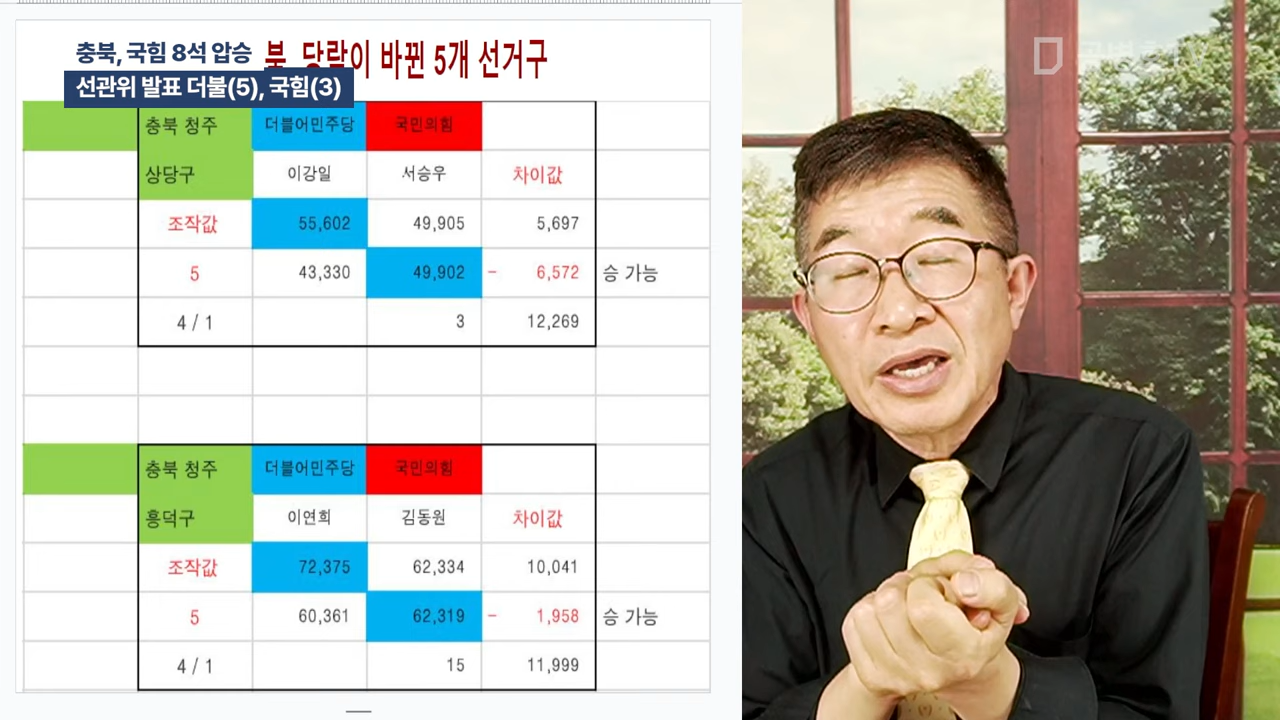 충북, 국힘 8석 압승
선관위 발표 더불(5), 국힘(3)
북, 당락이 바뀐 5개 선거구
충북 청주 더불어민주당 국민의힘
상당구 이강일 서승우 차이값
조작값 55,602 49,905 5,697
5 43,330 49,902 - 6,572 승 가능
4 / 1 3 12,269
충북 청주 더불어민주당 국민의힘
흥덕구 이연희 김동원 차이값
조작값 72,375 62,334 10,041
5 60,361 62,319 - 1,958 승 가능
4 / 1 15 11,999